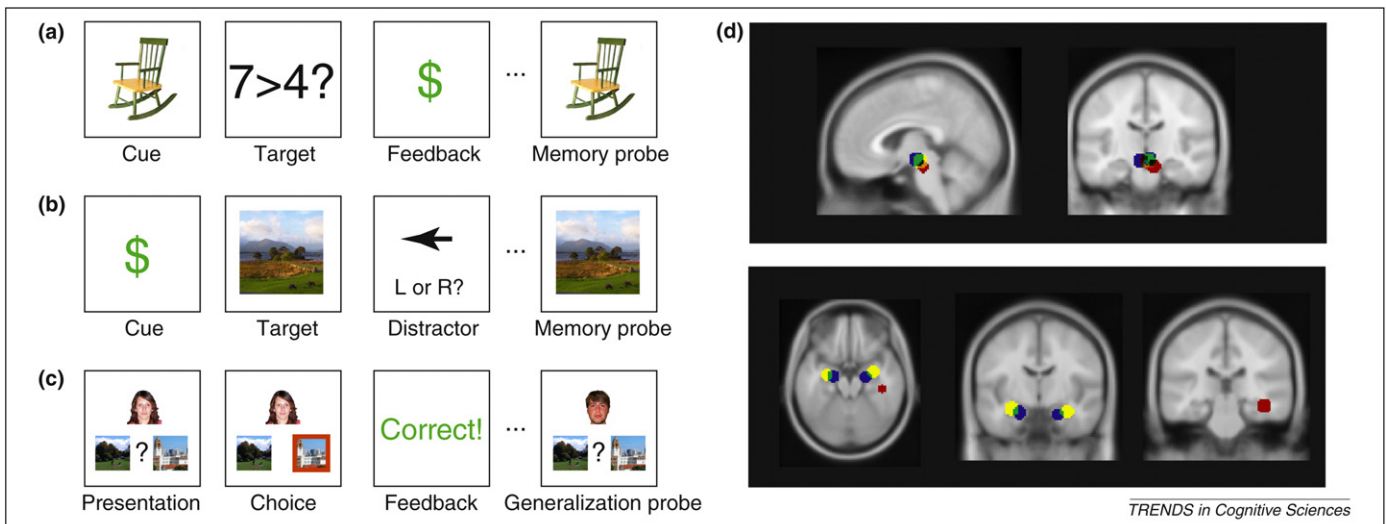 (a)
7>4?
$
...
Cue
Target
Feedback
Memory probe
(b)
$
L or R?
...
Cue
Target
Distractor
Memory probe
(c)
?
Correct!
...
?
Presentation
Choice
Feedback
Generalization probe
(d)
TRENDS in Cognitive Sciences